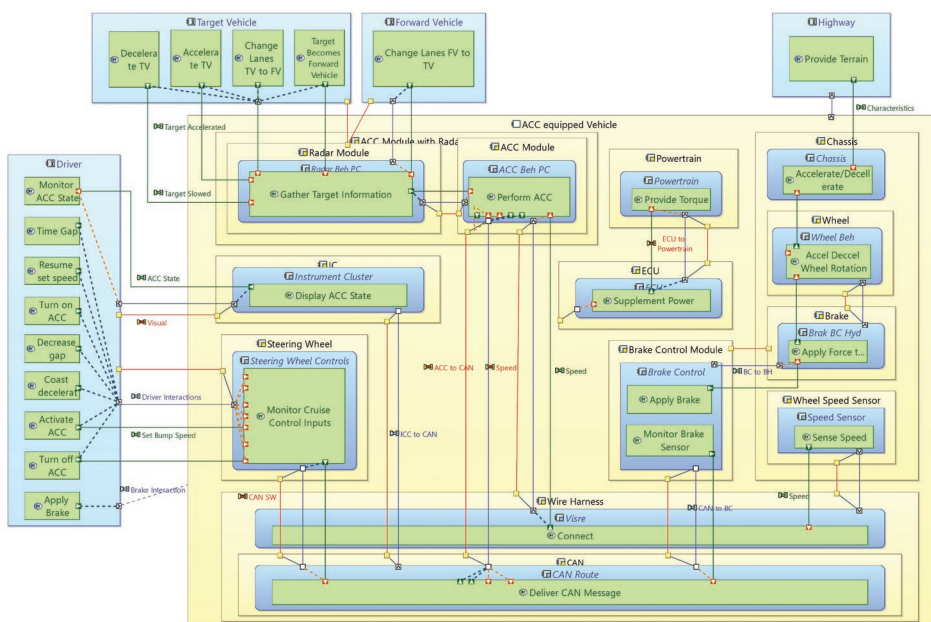 Target Vehicle
Forward Vehicle
Highway
Decelerate TV
Accelerate TV
Change Lanes TV to FV
Target Becomes Forward Vehicle
Change Lanes FV to TV
Provide Terrain
Characteristics
Target Accelerated
ACC equipped Vehicle
ACC Module with Rada
Radar Module
ACC Module
Powertrain
Chassis
Driver
Radar Beh PC
ACC Beh PC
Powertrain
Chassis
Monitor ACC State
Gather Target Information
Perform ACC
Provide Torque
Accelerate/Decellerate
Target Slowed
Time Gap
Wheel
ECU to Powertrain
Wheel Beh
Resume set speed
IC
ECU
Accel Deccel Wheel Rotation
ACC State
Instrument Cluster
ECU
Display ACC State
Supplement Power
Turn on ACC
Brake
Visual
Brak BC Hyd
Decrease gap
Steering Wheel
Brake Control Module
Apply Force t...
Steering Wheel Controls
ACC to CAN
Speed
Speed
Brake Control
BC to BH
Coast decelerat
Driver Interactions
Monitor Cruise Control Inputs
Apply Brake
Wheel Speed Sensor
Speed Sensor
Activate ACC
Set Bump Speed
ICC to CAN
Monitor Brake Sensor
Sense Speed
Turn off ACC
Brake Interaction
CAN SW
Wire Harness
Speed
Apply Brake
Visre
CAN to BC
Connect
CAN
CAN Route
Deliver CAN Message